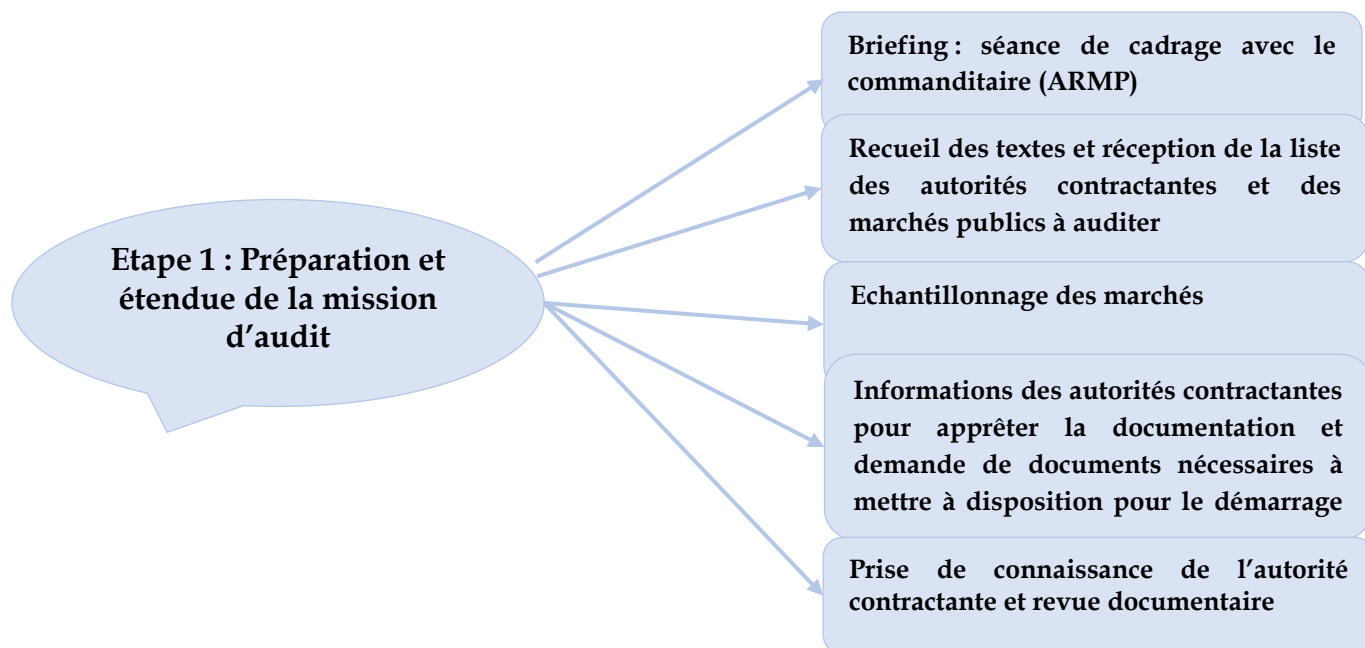 Briefing : séance de cadrage avec le
commanditaire (ARMP)
Recueil des textes et réception de la liste
des autorités contractantes et des
marchés publics à auditer
Etape 1 : Préparation et
étendue de la mission
d’audit
Echantillonnage des marchés
Informations des autorités contractantes
pour apprêter la documentation et
demande de documents nécessaires à
mettre à disposition pour le démarrage
Prise de connaissance de l’autorité
contractante et revue documentaire